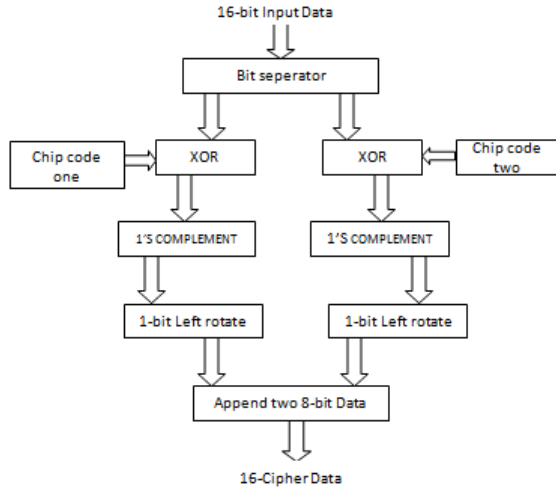 16-bit Input Data
Bit seperator
Chip code
one
XOR
XOR
Chip code
two
1'S COMPLEMENT
1'S COMPLEMENT
1-bit Left rotate
1-bit Left rotate
Append two 8-bit Data
16-Cipher Data